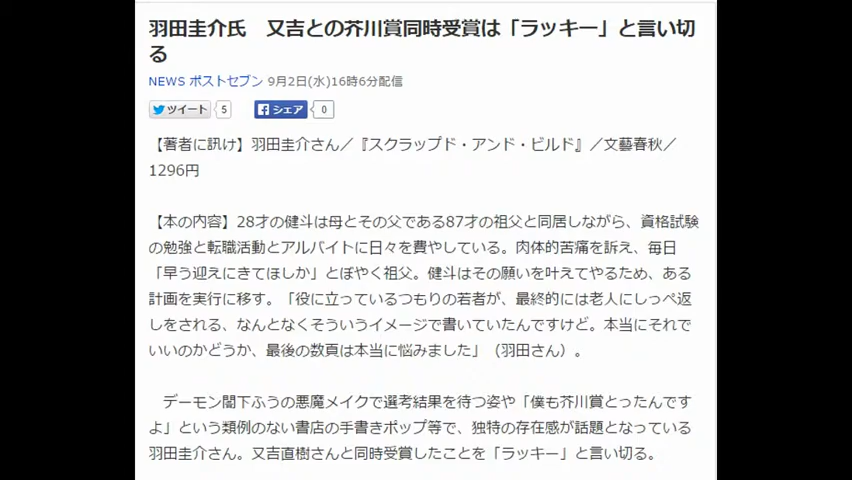 羽田圭介氏　又吉との芥川賞同時受賞は「ラッキー」と言い切
る
NEWS ポストセブン 9月2日(水)16時6分配信
ツイート 5 シェア 0
【著者に訊け】羽田圭介さん／『スクラップド・アンド・ビルド』／文藝春秋／
1296円
【本の内容】28才の健斗は母とその父である87才の祖父と同居しながら、資格試験
の勉強と転職活動とアルバイトに日々を費やしている。肉体的苦痛を訴え、毎日
「早う迎えにきてほしか」とぼやく祖父。健斗はその願いを叶えてやるため、ある
計画を実行に移す。「役に立っているつもりの若者が、最終的には老人にしっぺ返
しをされる、なんとなくそういうイメージで書いていたんですけど。本当にそれで
いいのかどうか、最後の数頁は本当に悩みました」（羽田さん）。
　デーモン閣下ふうの悪魔メイクで選考結果を待つ姿や「僕も芥川賞とったんです
よ」という類例のない書店の手書きポップ等で、独特の存在感が話題となっている
羽田圭介さん。又吉直樹さんと同時受賞したことを「ラッキー」と言い切る。